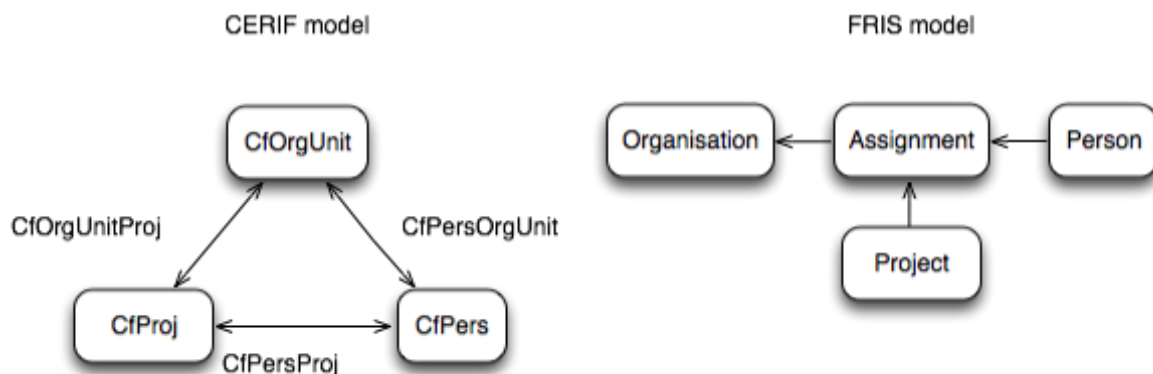 CERIF model
FRIS model
CfOrgUnit
CfOrgUnitProj
CfPersOrgUnit
CfProj
CfPers
CfPersProj
Organisation
Assignment
Person
Project